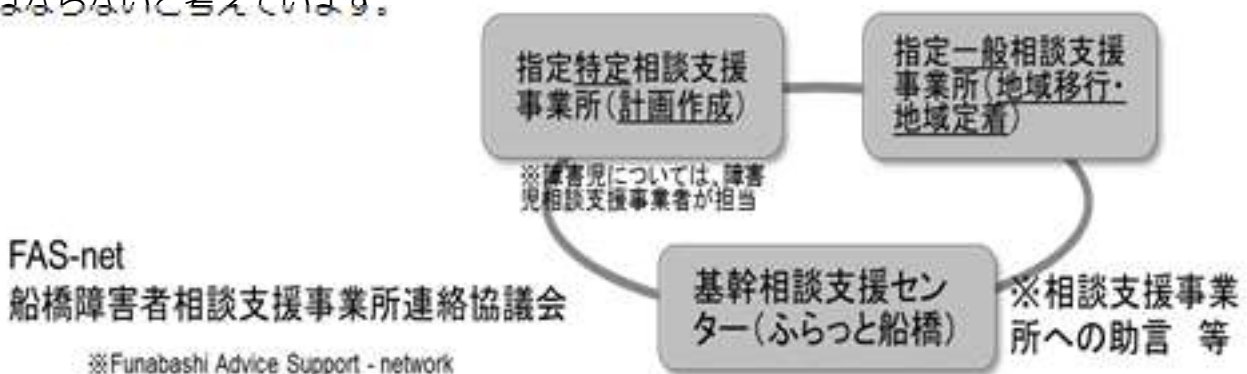 はならないと考えています。
指定特定相談支援
事業所(計画作成)
指定一般相談支援
事業所(地域移行・
地域定着)
※障害児については、障害
児相談支援事業者が担当
FAS-net
船橋障害者相談支援事業所連絡協議会
※Funabashi Advice Support - network
基幹相談支援セン
ター(ふらっと船橋)
※相談支援事業
所への助言 等